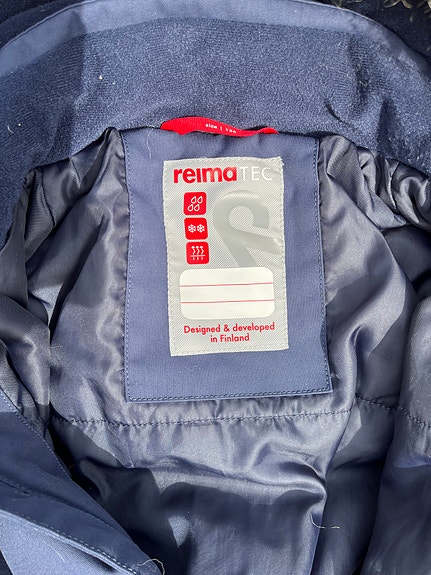 reimaTEC
Designed & developed
in Finland